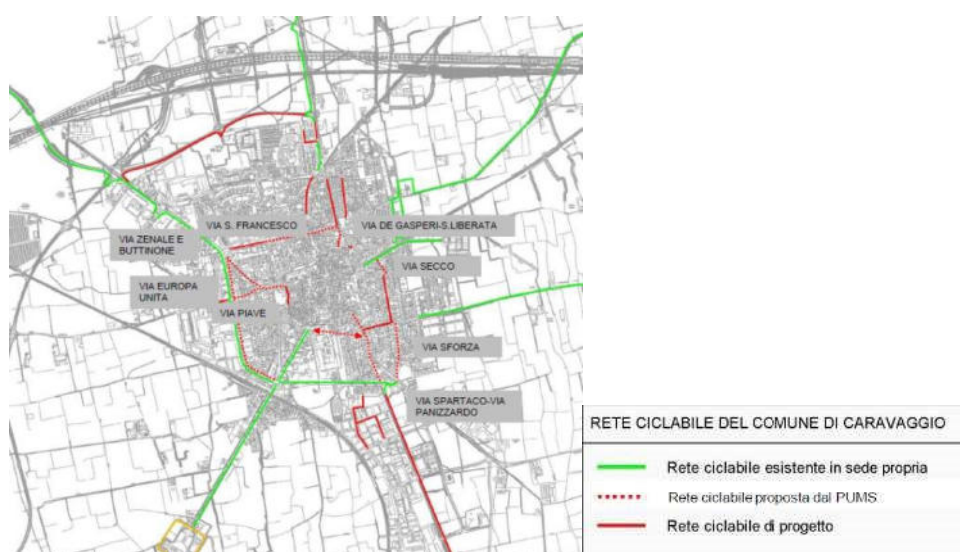 VIA S. FRANCESCO
VIA DE GASPERI-S.LIBERATA
VIA ZENALE E
BUTTINONE
VIA SECCO
VIA EUROPA
UNITA
VIA PIAVE
VIA SFORZA
VIA SPARTACO-VIA
PANIZZARDO
RETE CICLABILE DEL COMUNE DI CARAVAGGIO
Rete ciclabile esistente in sede propria
Rete ciclabile proposta dal PUMS
Rete ciclabile di progetto